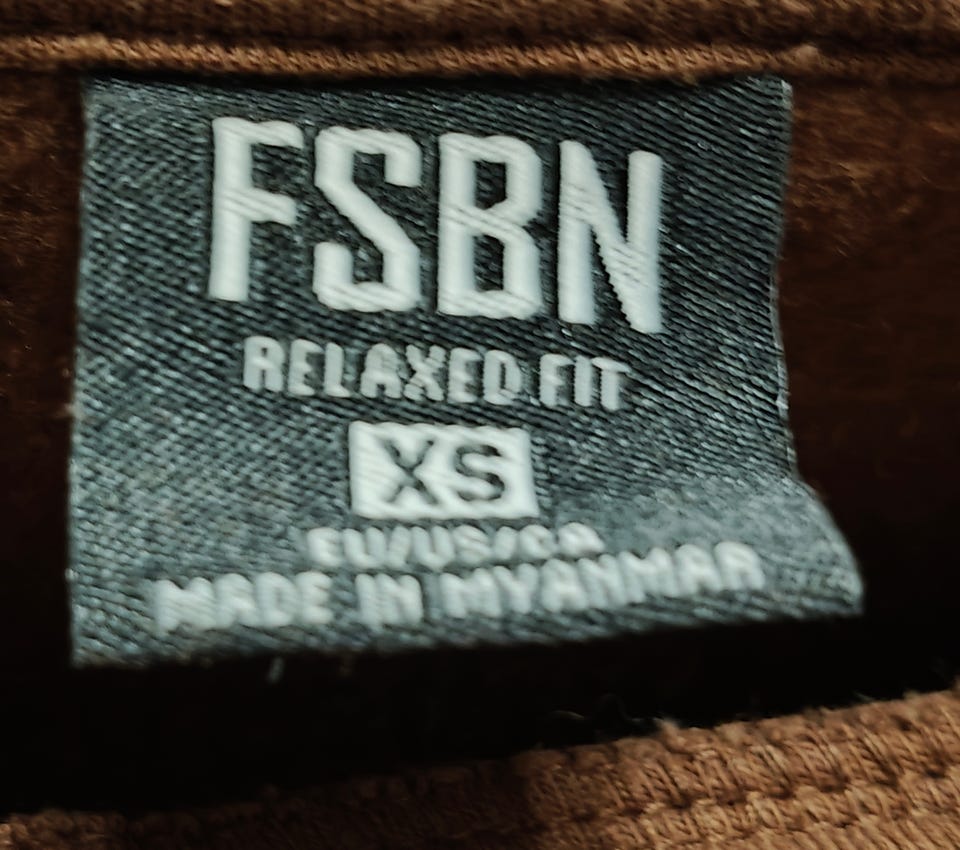 FSBN
RELAXED FIT
XS
EU/US/CA
MADE IN MYANMAR